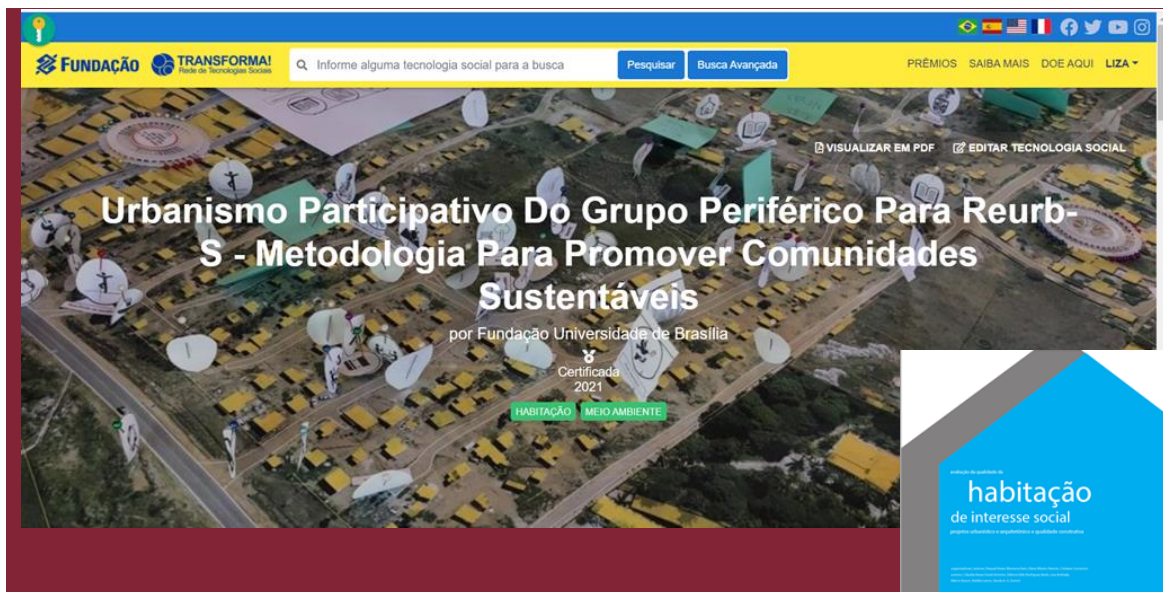 FUNDAÇÃO
TRANSFORMA!
Rede de Tecnologias Sociais
Informe alguma tecnologia social para a busca
Pesquisar
Busca Avançada
PRÊMIOS SAIBA MAIS DOE AQUI LIZA
VISUALIZAR EM PDF EDITAR TECNOLOGIA SOCIAL
Urbanismo Participativo Do Grupo Periférico Para Reurb-
S - Metodologia Para Promover Comunidades
Sustentáveis
por Fundação Universidade de Brasília
Certificada
2021
HABITAÇÃO MEIO AMBIENTE
avaliação da qualidade da
habitação
de interesse social
projetos urbanístico e arquitetônico e qualidade construtiva